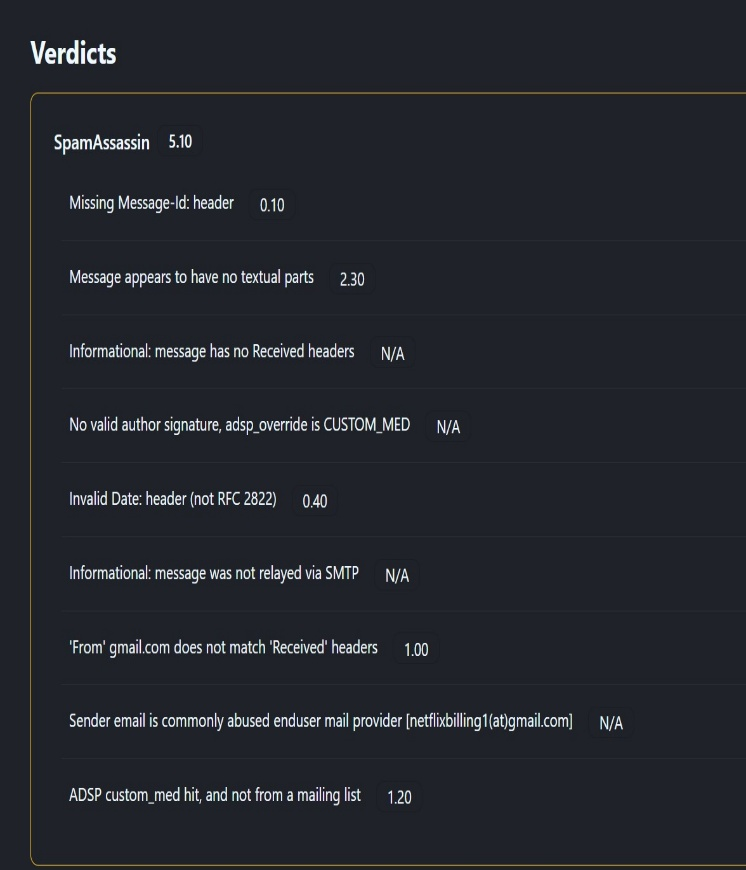 Verdicts
SpamAssassin 5.10
Missing Message-Id: header 0.10
Message appears to have no textual parts 2.30
Informational: message has no Received headers N/A
No valid author signature, adsp_override is CUSTOM_MED N/A
Invalid Date: header (not RFC 2822) 0.40
Informational: message was not relayed via SMTP N/A
'From' gmail.com does not match 'Received' headers 1.00
Sender email is commonly abused enduser mail provider [netflixbilling1(at)gmail.com] N/A
ADSP custom_med hit, and not from a mailing list 1.20